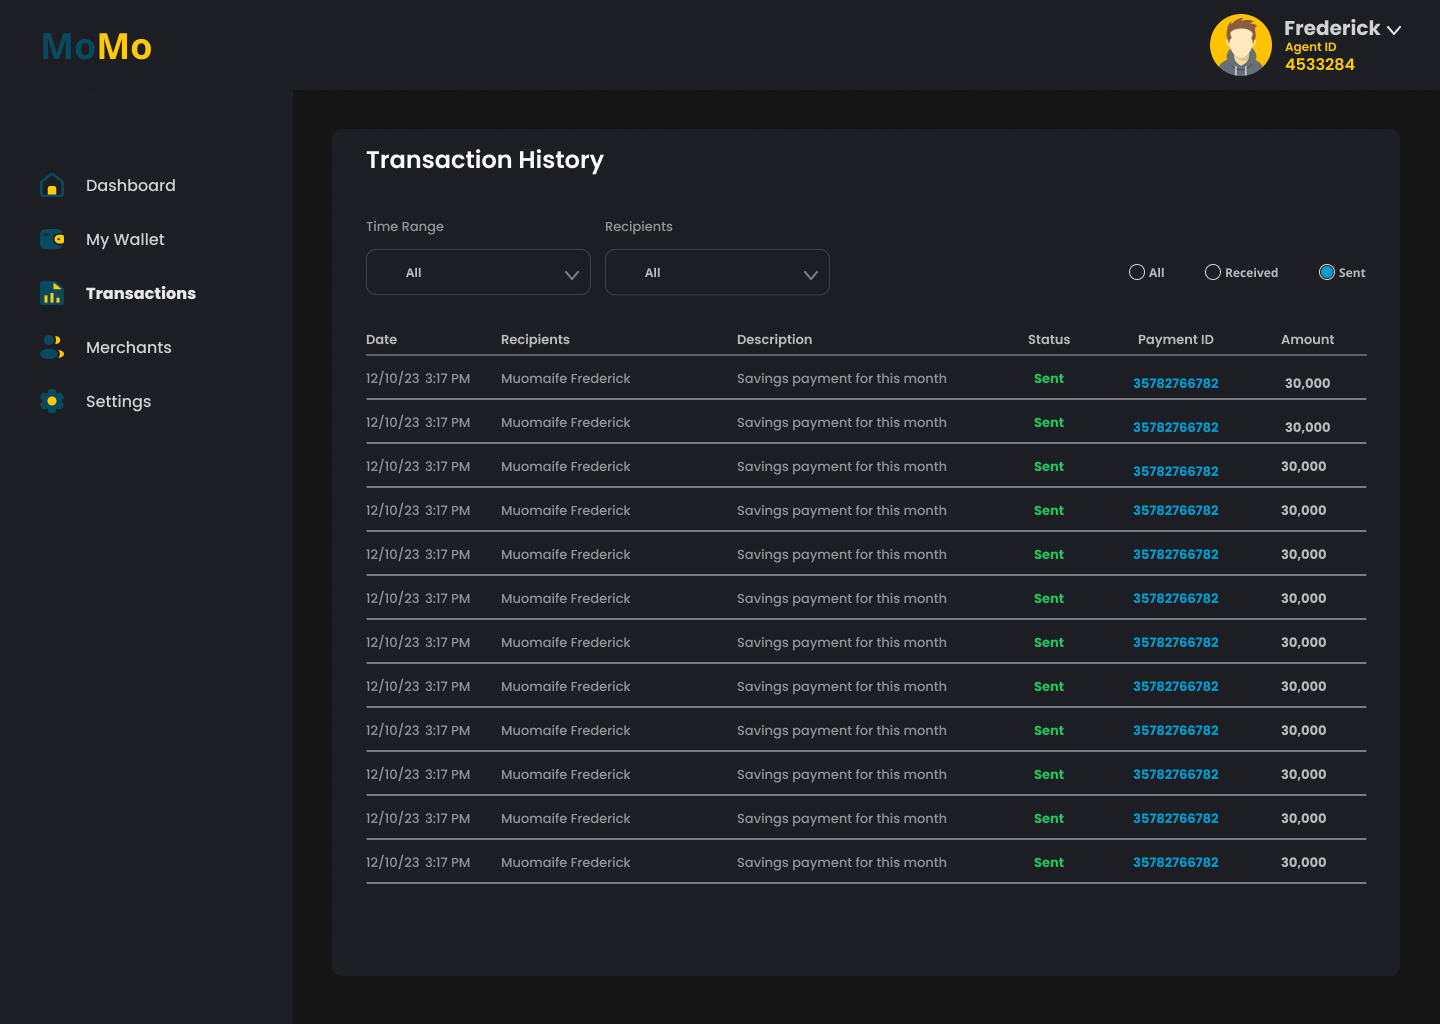 MoMo
Frederick
Agent ID
4533284
Dashboard
My Wallet
Transactions
Merchants
Settings
Transaction History
Time Range Recipients
All All All Received Sent
Date Recipients Description Status Payment ID Amount
12/10/23 3:17 PM Muomaife Frederick Savings payment for this month Sent 35782766782 30,000
12/10/23 3:17 PM Muomaife Frederick Savings payment for this month Sent 35782766782 30,000
12/10/23 3:17 PM Muomaife Frederick Savings payment for this month Sent 35782766782 30,000
12/10/23 3:17 PM Muomaife Frederick Savings payment for this month Sent 35782766782 30,000
12/10/23 3:17 PM Muomaife Frederick Savings payment for this month Sent 35782766782 30,000
12/10/23 3:17 PM Muomaife Frederick Savings payment for this month Sent 35782766782 30,000
12/10/23 3:17 PM Muomaife Frederick Savings payment for this month Sent 35782766782 30,000
12/10/23 3:17 PM Muomaife Frederick Savings payment for this month Sent 35782766782 30,000
12/10/23 3:17 PM Muomaife Frederick Savings payment for this month Sent 35782766782 30,000
12/10/23 3:17 PM Muomaife Frederick Savings payment for this month Sent 35782766782 30,000
12/10/23 3:17 PM Muomaife Frederick Savings payment for this month Sent 35782766782 30,000
12/10/23 3:17 PM Muomaife Frederick Savings payment for this month Sent 35782766782 30,000